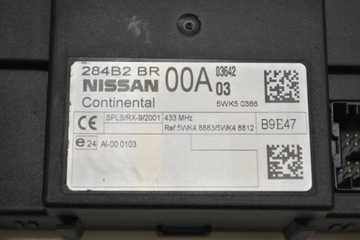 284B2 BR 00A 03642
NISSAN 03
Continental 5WK5 0366
CE SPLS/RX-9/2001 433 MHz
Ref.5WK4 8883/5WK4 8812 B9E47
e24 AI-00 0103